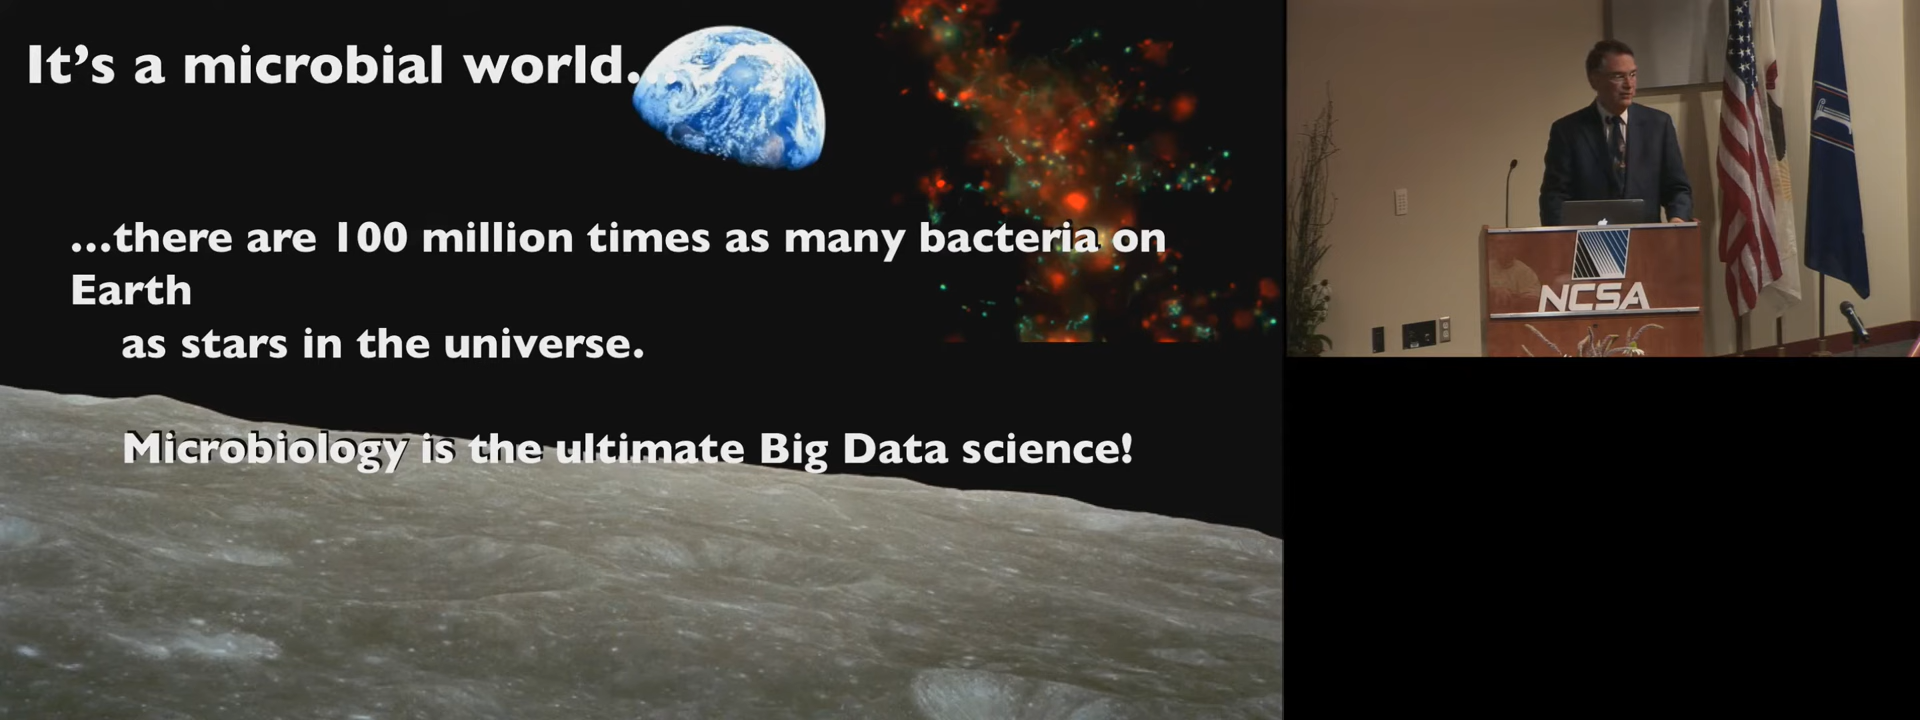 It's a microbial world...
...there are 100 million times as many bacteria on
Earth
as stars in the universe.
Microbiology is the ultimate Big Data science!
NCSA